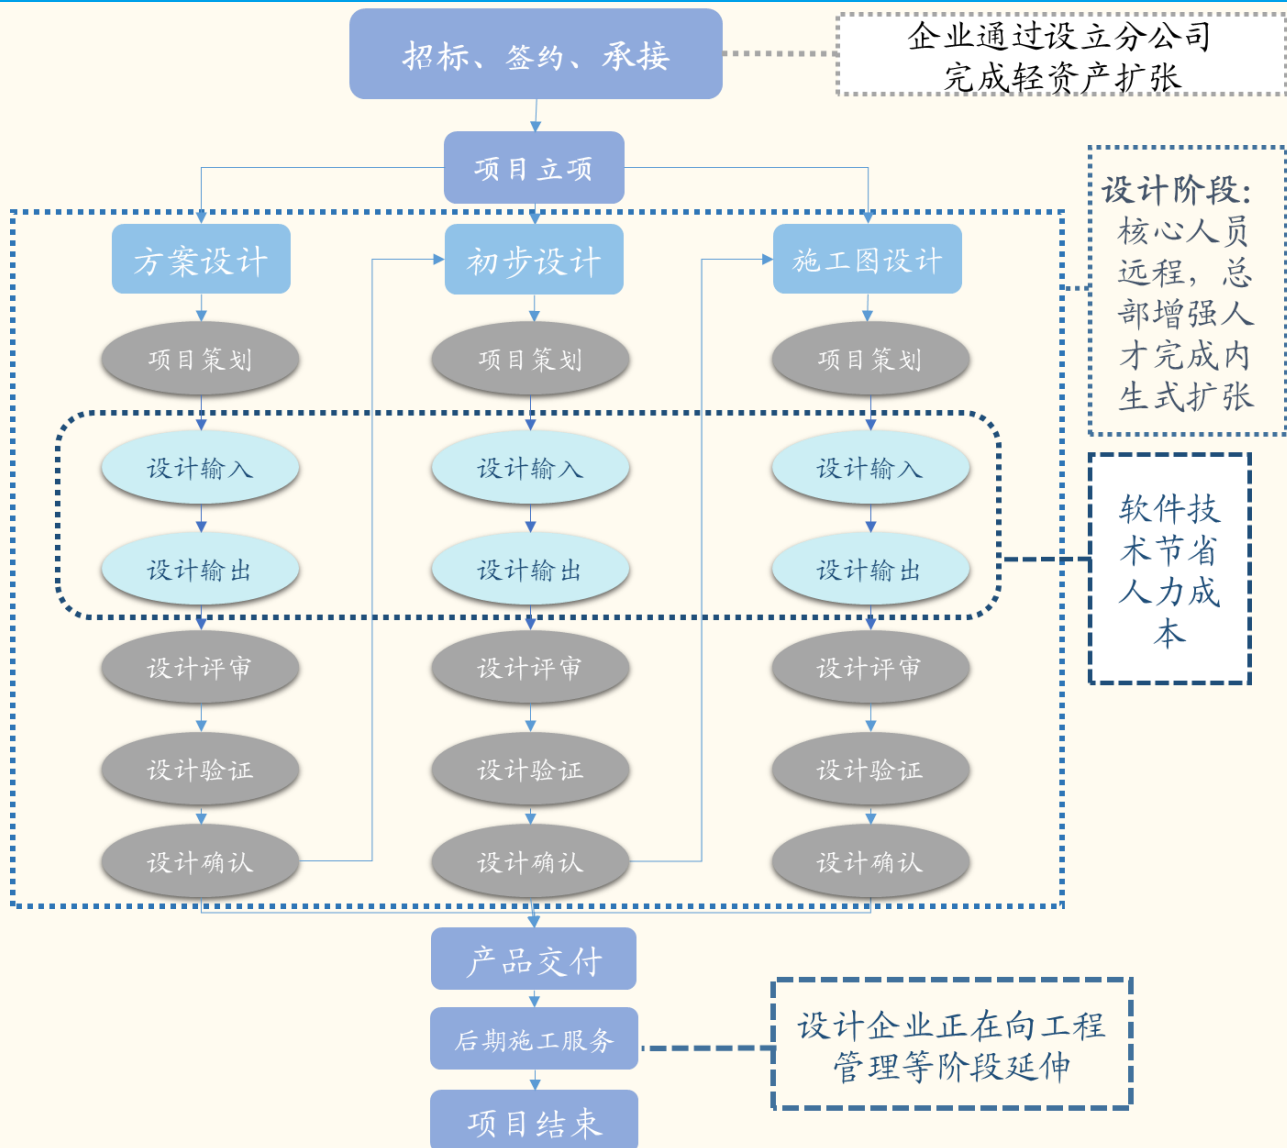 招标、签约、承接
企业通过设立分公司
完成轻资产扩张
项目立项
设计阶段：
核心人员
远程，总
部增强人
才完成内
生式扩张
方案设计
初步设计
施工图设计
项目策划
项目策划
项目策划
设计输入
设计输入
设计输入
软件技
术节省
人力成
本
设计输出
设计输出
设计输出
设计评审
设计评审
设计评审
设计验证
设计验证
设计验证
设计确认
设计确认
设计确认
产品交付
后期施工服务
设计企业正在向工程
管理等阶段延伸
项目结束